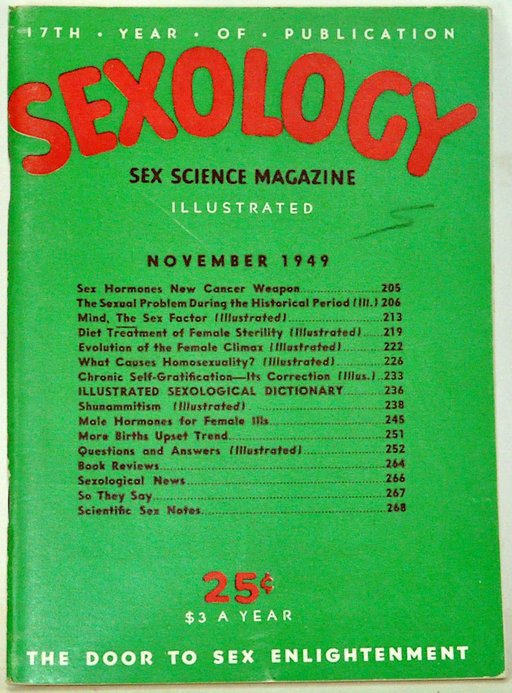 17TH · YEAR · OF · PUBLICATION
SEXOLOGY
SEX SCIENCE MAGAZINE
ILLUSTRATED
NOVEMBER 1949
Sex Hormones New Cancer Weapon 205
The Sexual Problem During the Historical Period (Ill.) 206
Mind, The Sex Factor (Illustrated) 213
Diet Treatment of Female Sterility (Illustrated) 219
Evolution of the Female Climax (Illustrated) 222
What Causes Homosexuality? (Illustrated) 226
Chronic Self-Gratification—Its Correction (Illus.) 233
ILLUSTRATED SEXOLOGICAL DICTIONARY 236
Shunammitism (Illustrated) 238
Male Hormones for Female Ills 245
More Births Upset Trend 251
Questions and Answers (Illustrated) 252
Book Reviews 264
Sexological News 266
So They Say 267
Scientific Sex Notes 268
25¢
$3 A YEAR
THE DOOR TO SEX ENLIGHTENMENT